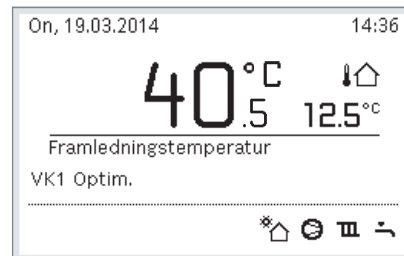 On, 19.03.2014 14:36
40.5 °C 12.5°C
Framledningstemperatur
VK1 Optim.